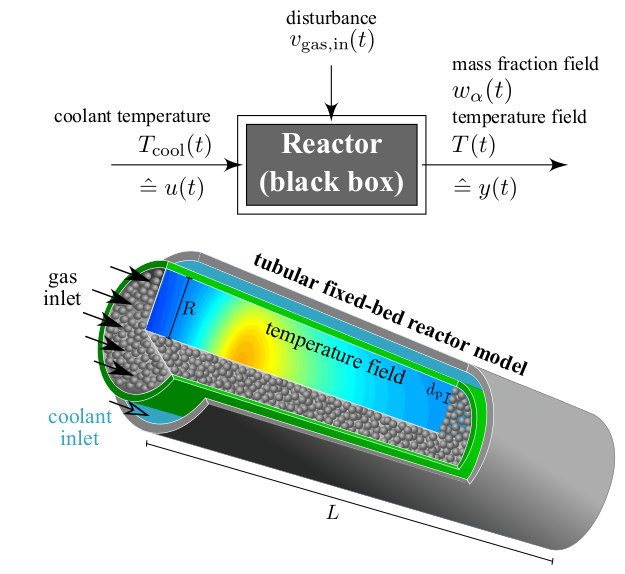 disturbance
v_gas,in(t)
mass fraction field
w_α(t)
coolant temperature
temperature field
T_cool(t)
Reactor
T(t)
(black box)
≙ u(t)
≙ y(t)
tubular fixed-bed reactor model
gas
inlet
R
temperature field
d_p
coolant
inlet
L